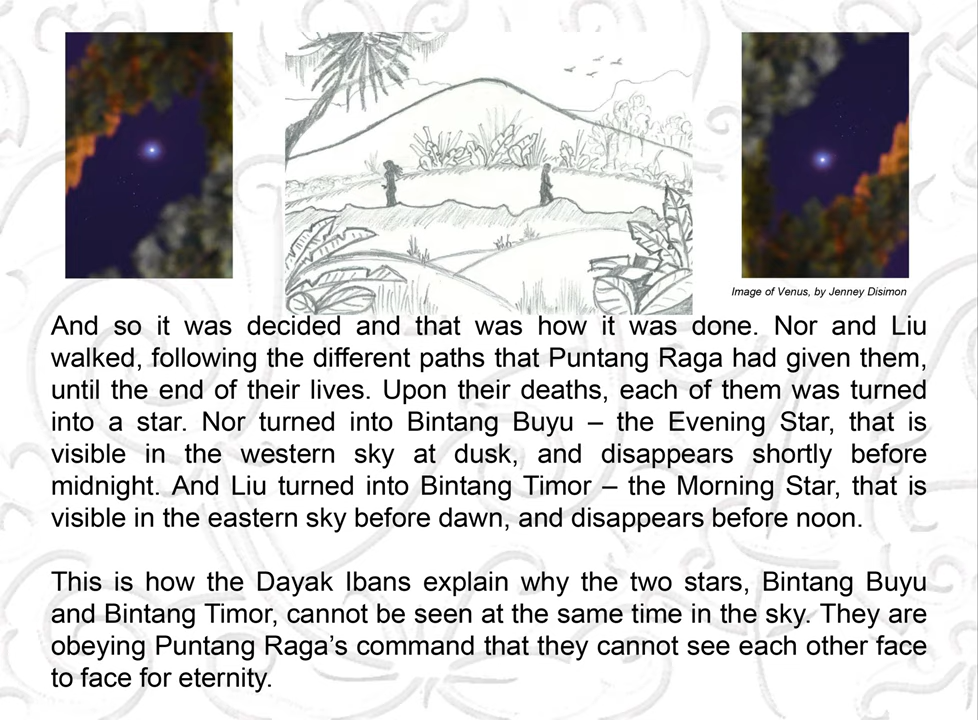 Image of Venus, by Jenney Disimon
And so it was decided and that was how it was done. Nor and Liu
walked, following the different paths that Puntang Raga had given them,
until the end of their lives. Upon their deaths, each of them was turned
into a star. Nor turned into Bintang Buyu – the Evening Star, that is
visible in the western sky at dusk, and disappears shortly before
midnight. And Liu turned into Bintang Timor – the Morning Star, that is
visible in the eastern sky before dawn, and disappears before noon.
This is how the Dayak Ibans explain why the two stars, Bintang Buyu
and Bintang Timor, cannot be seen at the same time in the sky. They are
obeying Puntang Raga’s command that they cannot see each other face
to face for eternity.